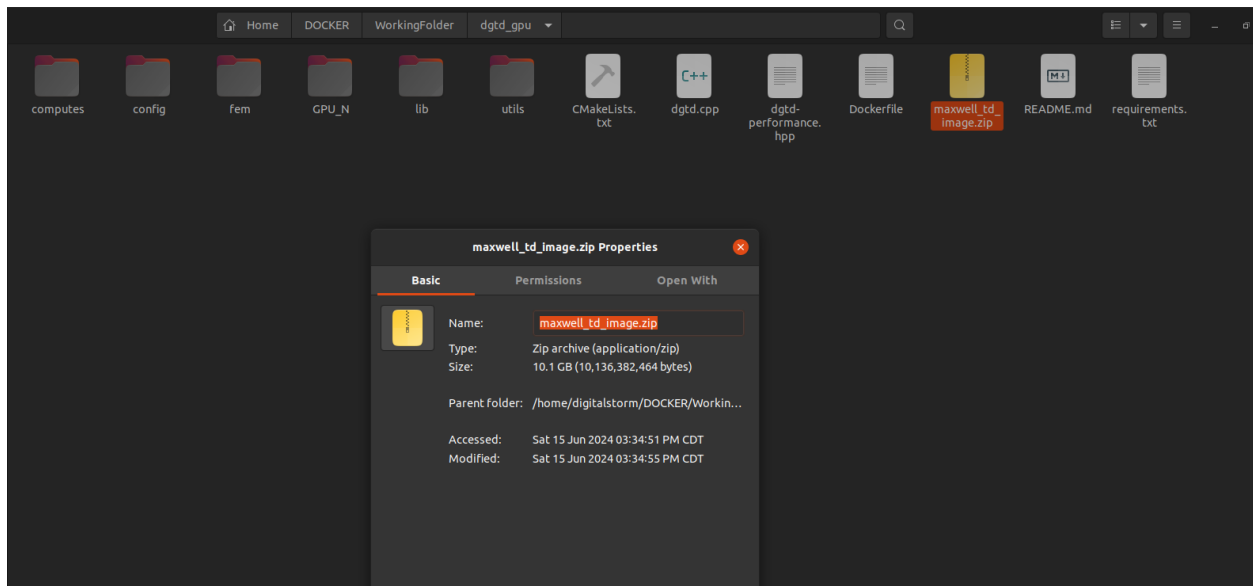 Home DOCKER WorkingFolder dgtd_gpu
computes config fem GPU_N lib utils CMakeLists. dgtd.cpp dgtd- Dockerfile maxwell_td_ README.md requirements.
txt performance. image.zip txt
hpp
C++
M
maxwell_td_image.zip Properties
Basic Permissions Open With
Name: maxwell_td_image.zip
Type: Zip archive (application/zip)
Size: 10.1 GB (10,136,382,464 bytes)
Parent folder: /home/digitalstorm/DOCKER/Workin…
Accessed: Sat 15 Jun 2024 03:34:51 PM CDT
Modified: Sat 15 Jun 2024 03:34:55 PM CDT